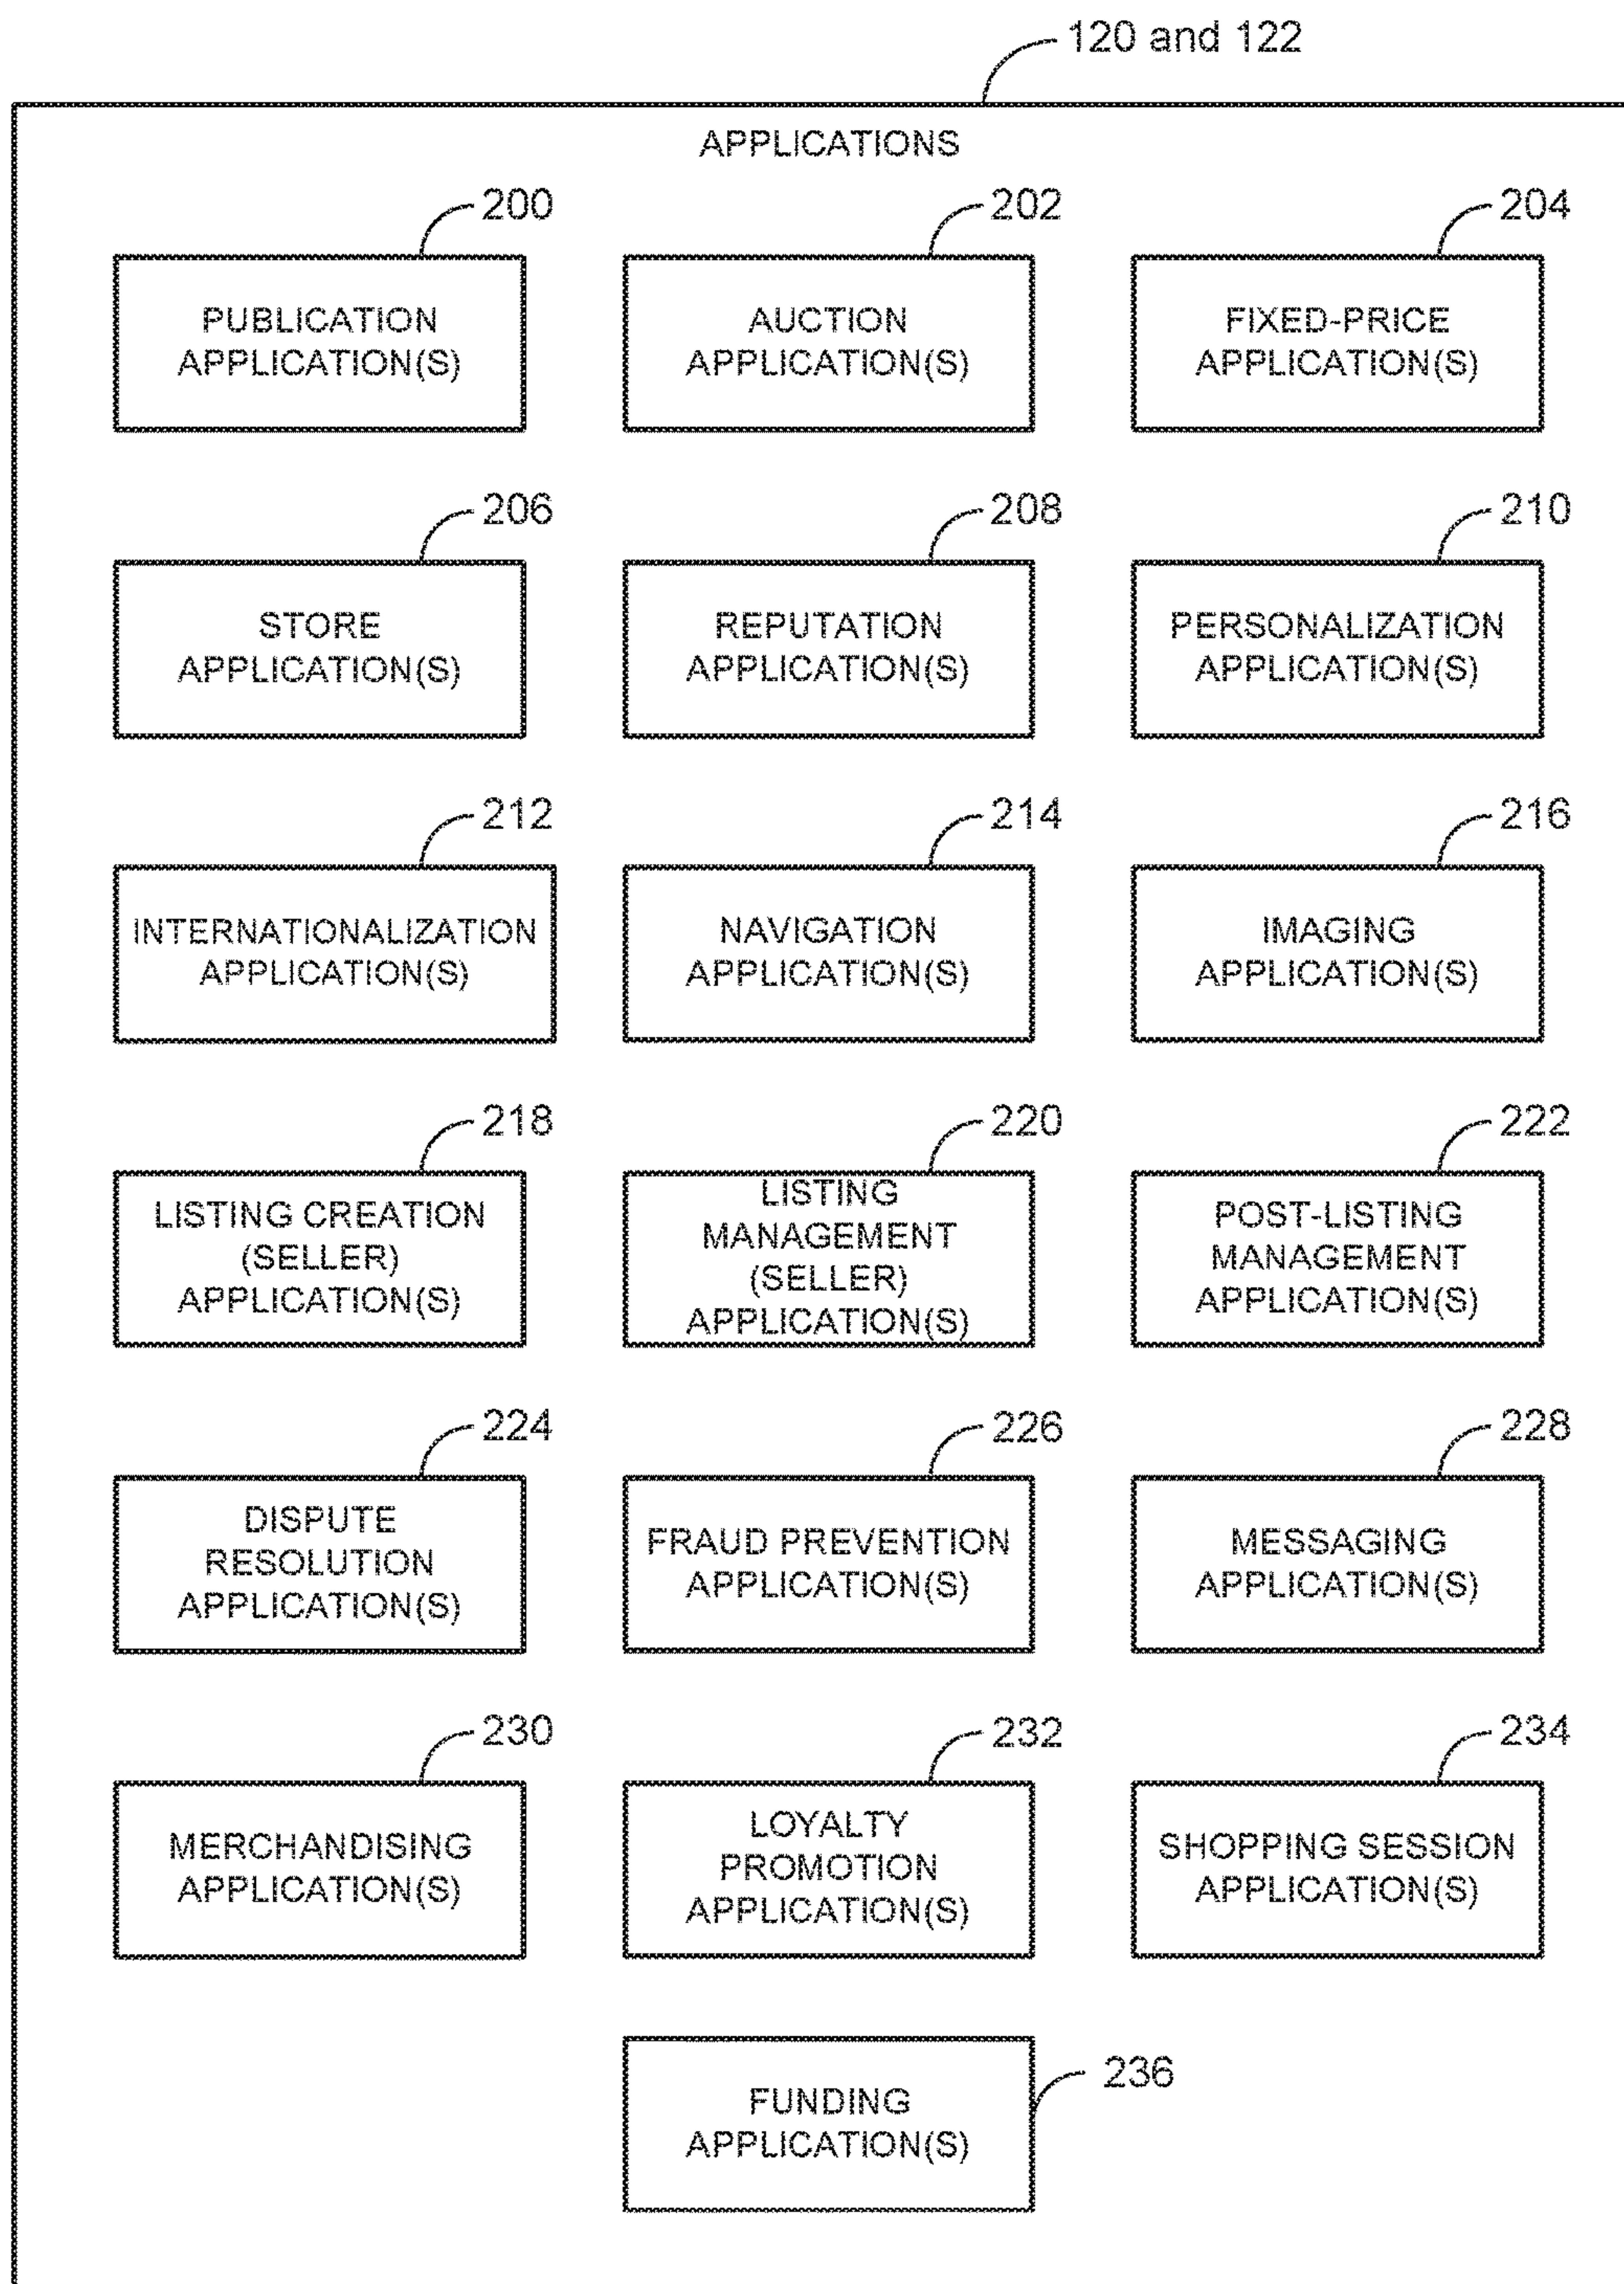 120 and 122
APPLICATIONS
200
202
204
PUBLICATION
APPLICATION(S)
AUCTION
APPLICATION(S)
FIXED-PRICE
APPLICATION(S)
206
208
210
STORE
APPLICATION(S)
REPUTATION
APPLICATION(S)
PERSONALIZATION
APPLICATION(S)
212
214
216
INTERNATIONALIZATION
APPLICATION(S)
NAVIGATION
APPLICATION(S)
IMAGING
APPLICATION(S)
218
220
222
LISTING CREATION
(SELLER)
APPLICATION(S)
LISTING
MANAGEMENT
(SELLER)
APPLICATION(S)
POST-LISTING
MANAGEMENT
APPLICATION(S)
224
226
228
DISPUTE
RESOLUTION
APPLICATION(S)
FRAUD PREVENTION
APPLICATION(S)
MESSAGING
APPLICATION(S)
230
232
234
MERCHANDISING
APPLICATION(S)
LOYALTY
PROMOTION
APPLICATION(S)
SHOPPING SESSION
APPLICATION(S)
236
FUNDING
APPLICATION(S)